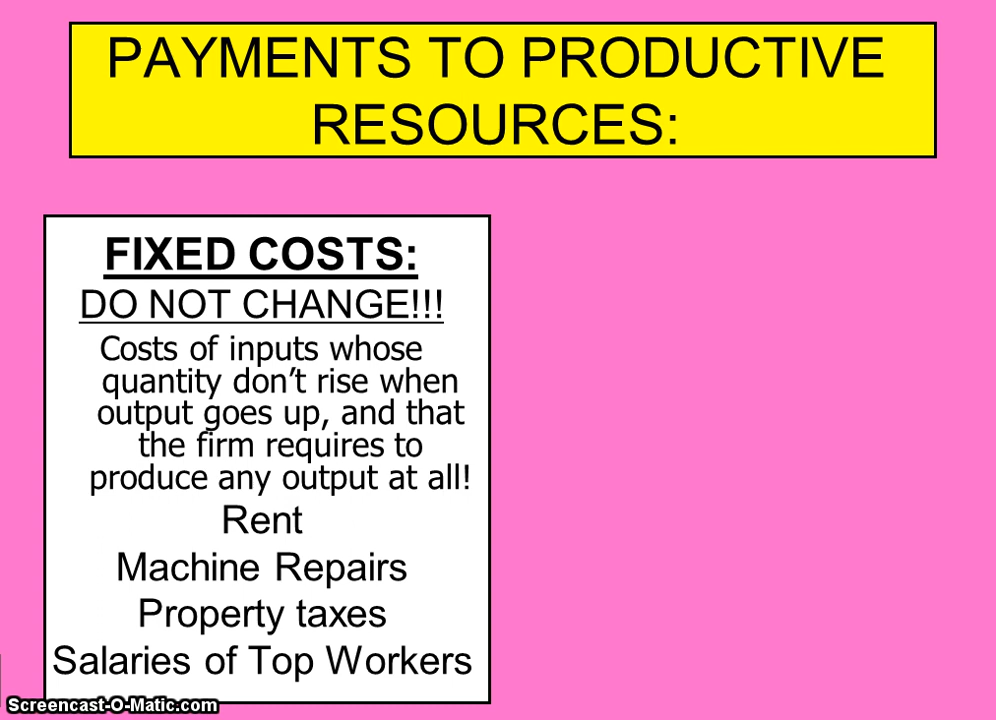 PAYMENTS TO PRODUCTIVE
RESOURCES:
FIXED COSTS:
DO NOT CHANGE!!!
Costs of inputs whose
quantity don’t rise when
output goes up, and that
the firm requires to
produce any output at all!
Rent
Machine Repairs
Property taxes
Salaries of Top Workers
Screencast-O-Matic.com